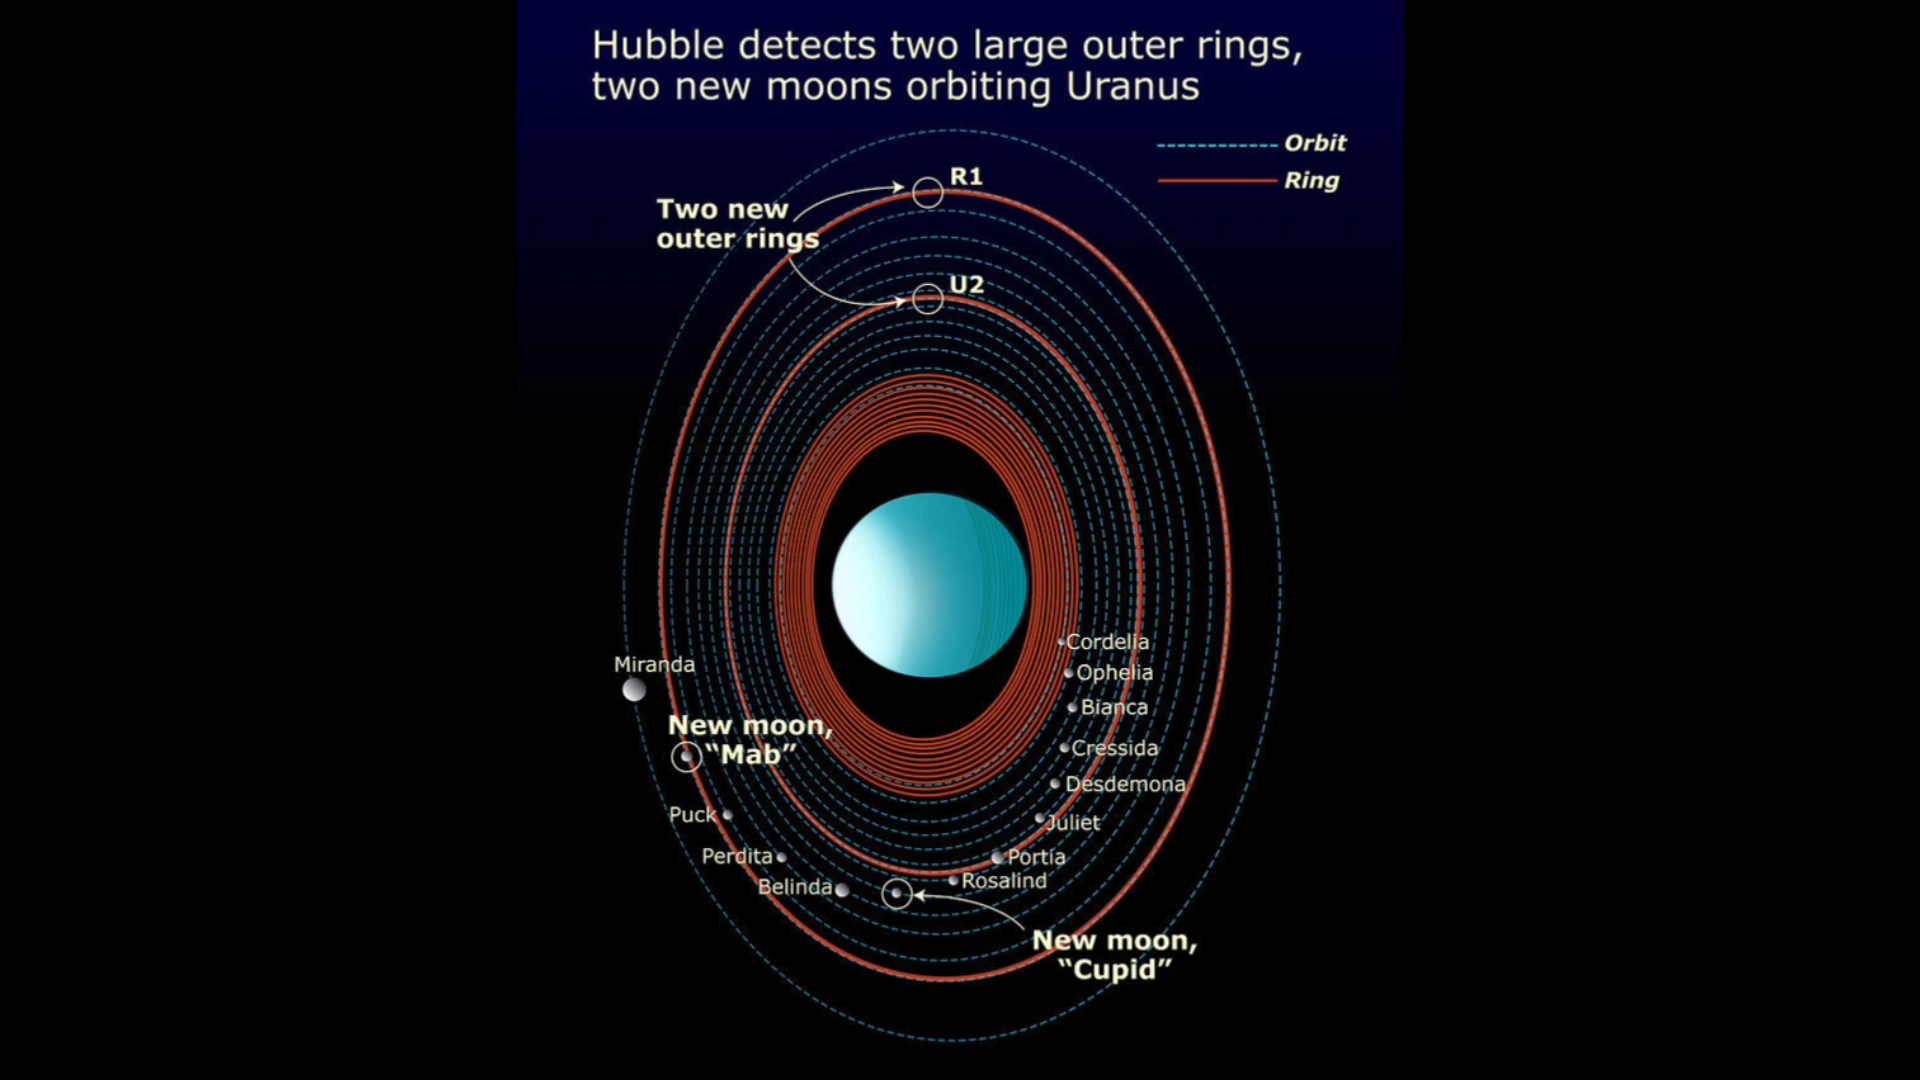 Hubble detects two large outer rings,
two new moons orbiting Uranus
Orbit
Ring
R1
Two new
outer rings
U2
Cordelia
Miranda
Ophelia
Bianca
New moon,
“Mab”
Cressida
Desdemona
Puck
Juliet
Perdita
Portia
Belinda
Rosalind
New moon,
“Cupid”